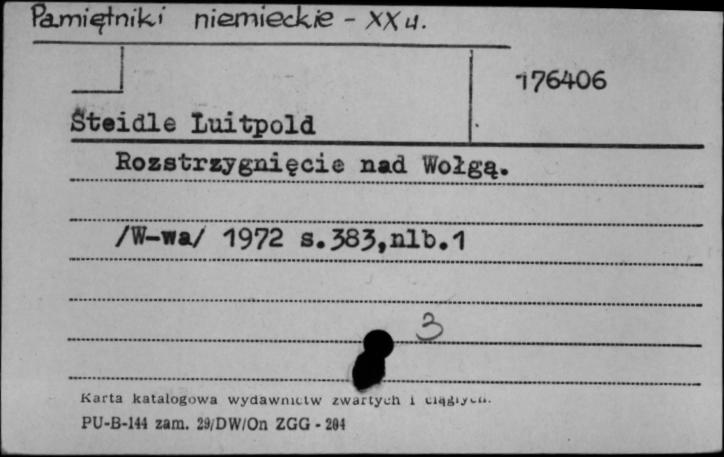 Pamiętniki niemieckie - XX w.
176406
Steidle Luitpold
Rozstrzygnięcie nad Wołgą.
/W-wa/ 1972 s.383,nlb.1
3
Karta katalogowa wydawnictw zwartych i ciągłych.
PU-B-144 zam. 29/DW/On ZGG - 204